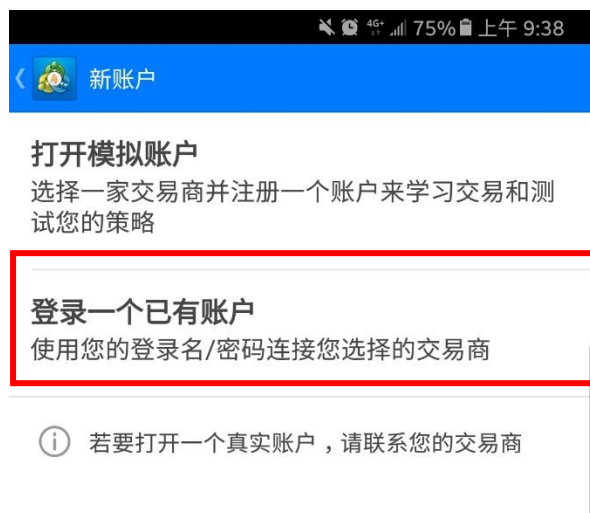 4G+ 75% 上午 9:38
新账户
打开模拟账户
选择一家交易商并注册一个账户来学习交易和测
试您的策略
登录一个已有账户
使用您的登录名/密码连接您选择的交易商
若要打开一个真实账户，请联系您的交易商